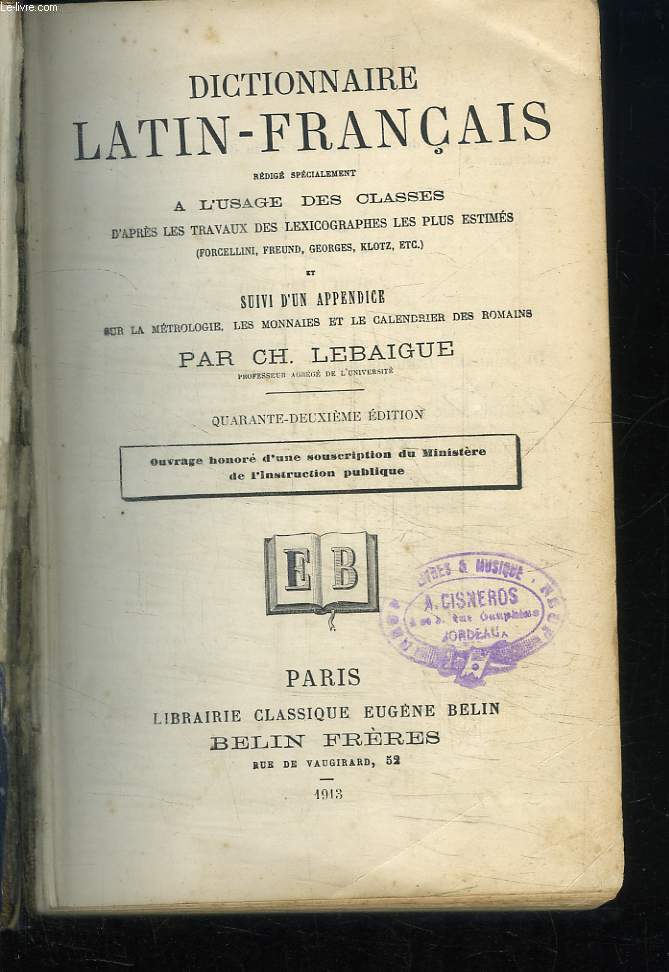 Le-livre.com
DICTIONNAIRE
LATIN-FRANÇAIS
RÉDIGÉ SPÉCIALEMENT
A L'USAGE DES CLASSES
D'APRÈS LES TRAVAUX DES LEXICOGRAPHES LES PLUS ESTIMÉS
(FORCELLINI, FREUND, GEORGES, KLOTZ, ETC.)
ET
SUIVI D'UN APPENDICE
SUR LA MÉTROLOGIE, LES MONNAIES ET LE CALENDRIER DES ROMAINS
PAR CH. LEBAIGUE
PROFESSEUR AGRÉGÉ DE L'UNIVERSITÉ
QUARANTE-DEUXIÈME ÉDITION
Ouvrage honoré d'une souscription du Ministère
de l'Instruction publique
E B
& MUSIQUE
A. CISNEROS
BORDEAUX
PARIS
LIBRAIRIE CLASSIQUE EUGÈNE BELIN
BELIN FRÈRES
RUE DE VAUGIRARD, 52
1913